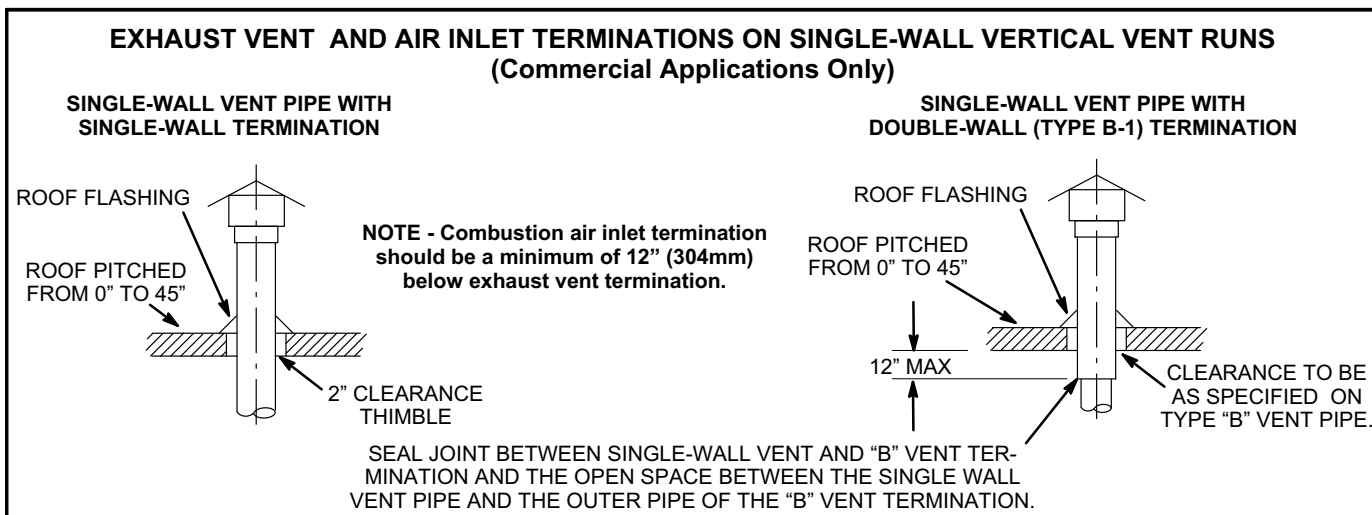 EXHAUST VENT AND AIR INLET TERMINATIONS ON SINGLE-WALL VERTICAL VENT RUNS
(Commercial Applications Only)
SINGLE-WALL VENT PIPE WITH
SINGLE-WALL TERMINATION
ROOF FLASHING
ROOF PITCHED
FROM 0” TO 45”
2” CLEARANCE
THIMBLE
NOTE - Combustion air inlet termination
should be a minimum of 12” (304mm)
below exhaust vent termination.
SINGLE-WALL VENT PIPE WITH
DOUBLE-WALL (TYPE B-1) TERMINATION
ROOF FLASHING
ROOF PITCHED
FROM 0” TO 45”
12” MAX
CLEARANCE TO BE
AS SPECIFIED ON
TYPE “B” VENT PIPE.
SEAL JOINT BETWEEN SINGLE-WALL VENT AND “B” VENT TER-
MINATION AND THE OPEN SPACE BETWEEN THE SINGLE WALL
VENT PIPE AND THE OUTER PIPE OF THE “B” VENT TERMINATION.